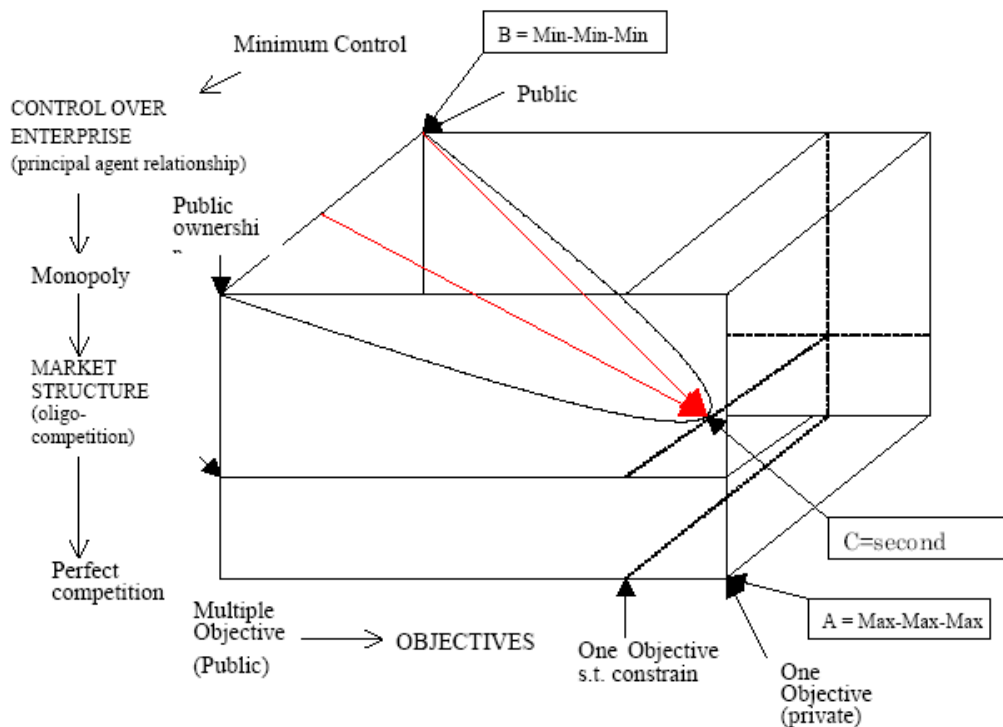 B = Min-Min-Min
Minimum Control
Public
CONTROL OVER
ENTERPRISE
(principal agent relationship)
Public
ownershi
Monopoly
MARKET
STRUCTURE
(oligo-
competition)
C=second
Perfect
competition
Multiple
Objective
(Public)
OBJECTIVES
One Objective
s.t. constrain
A = Max-Max-Max
One
Objective
(private)